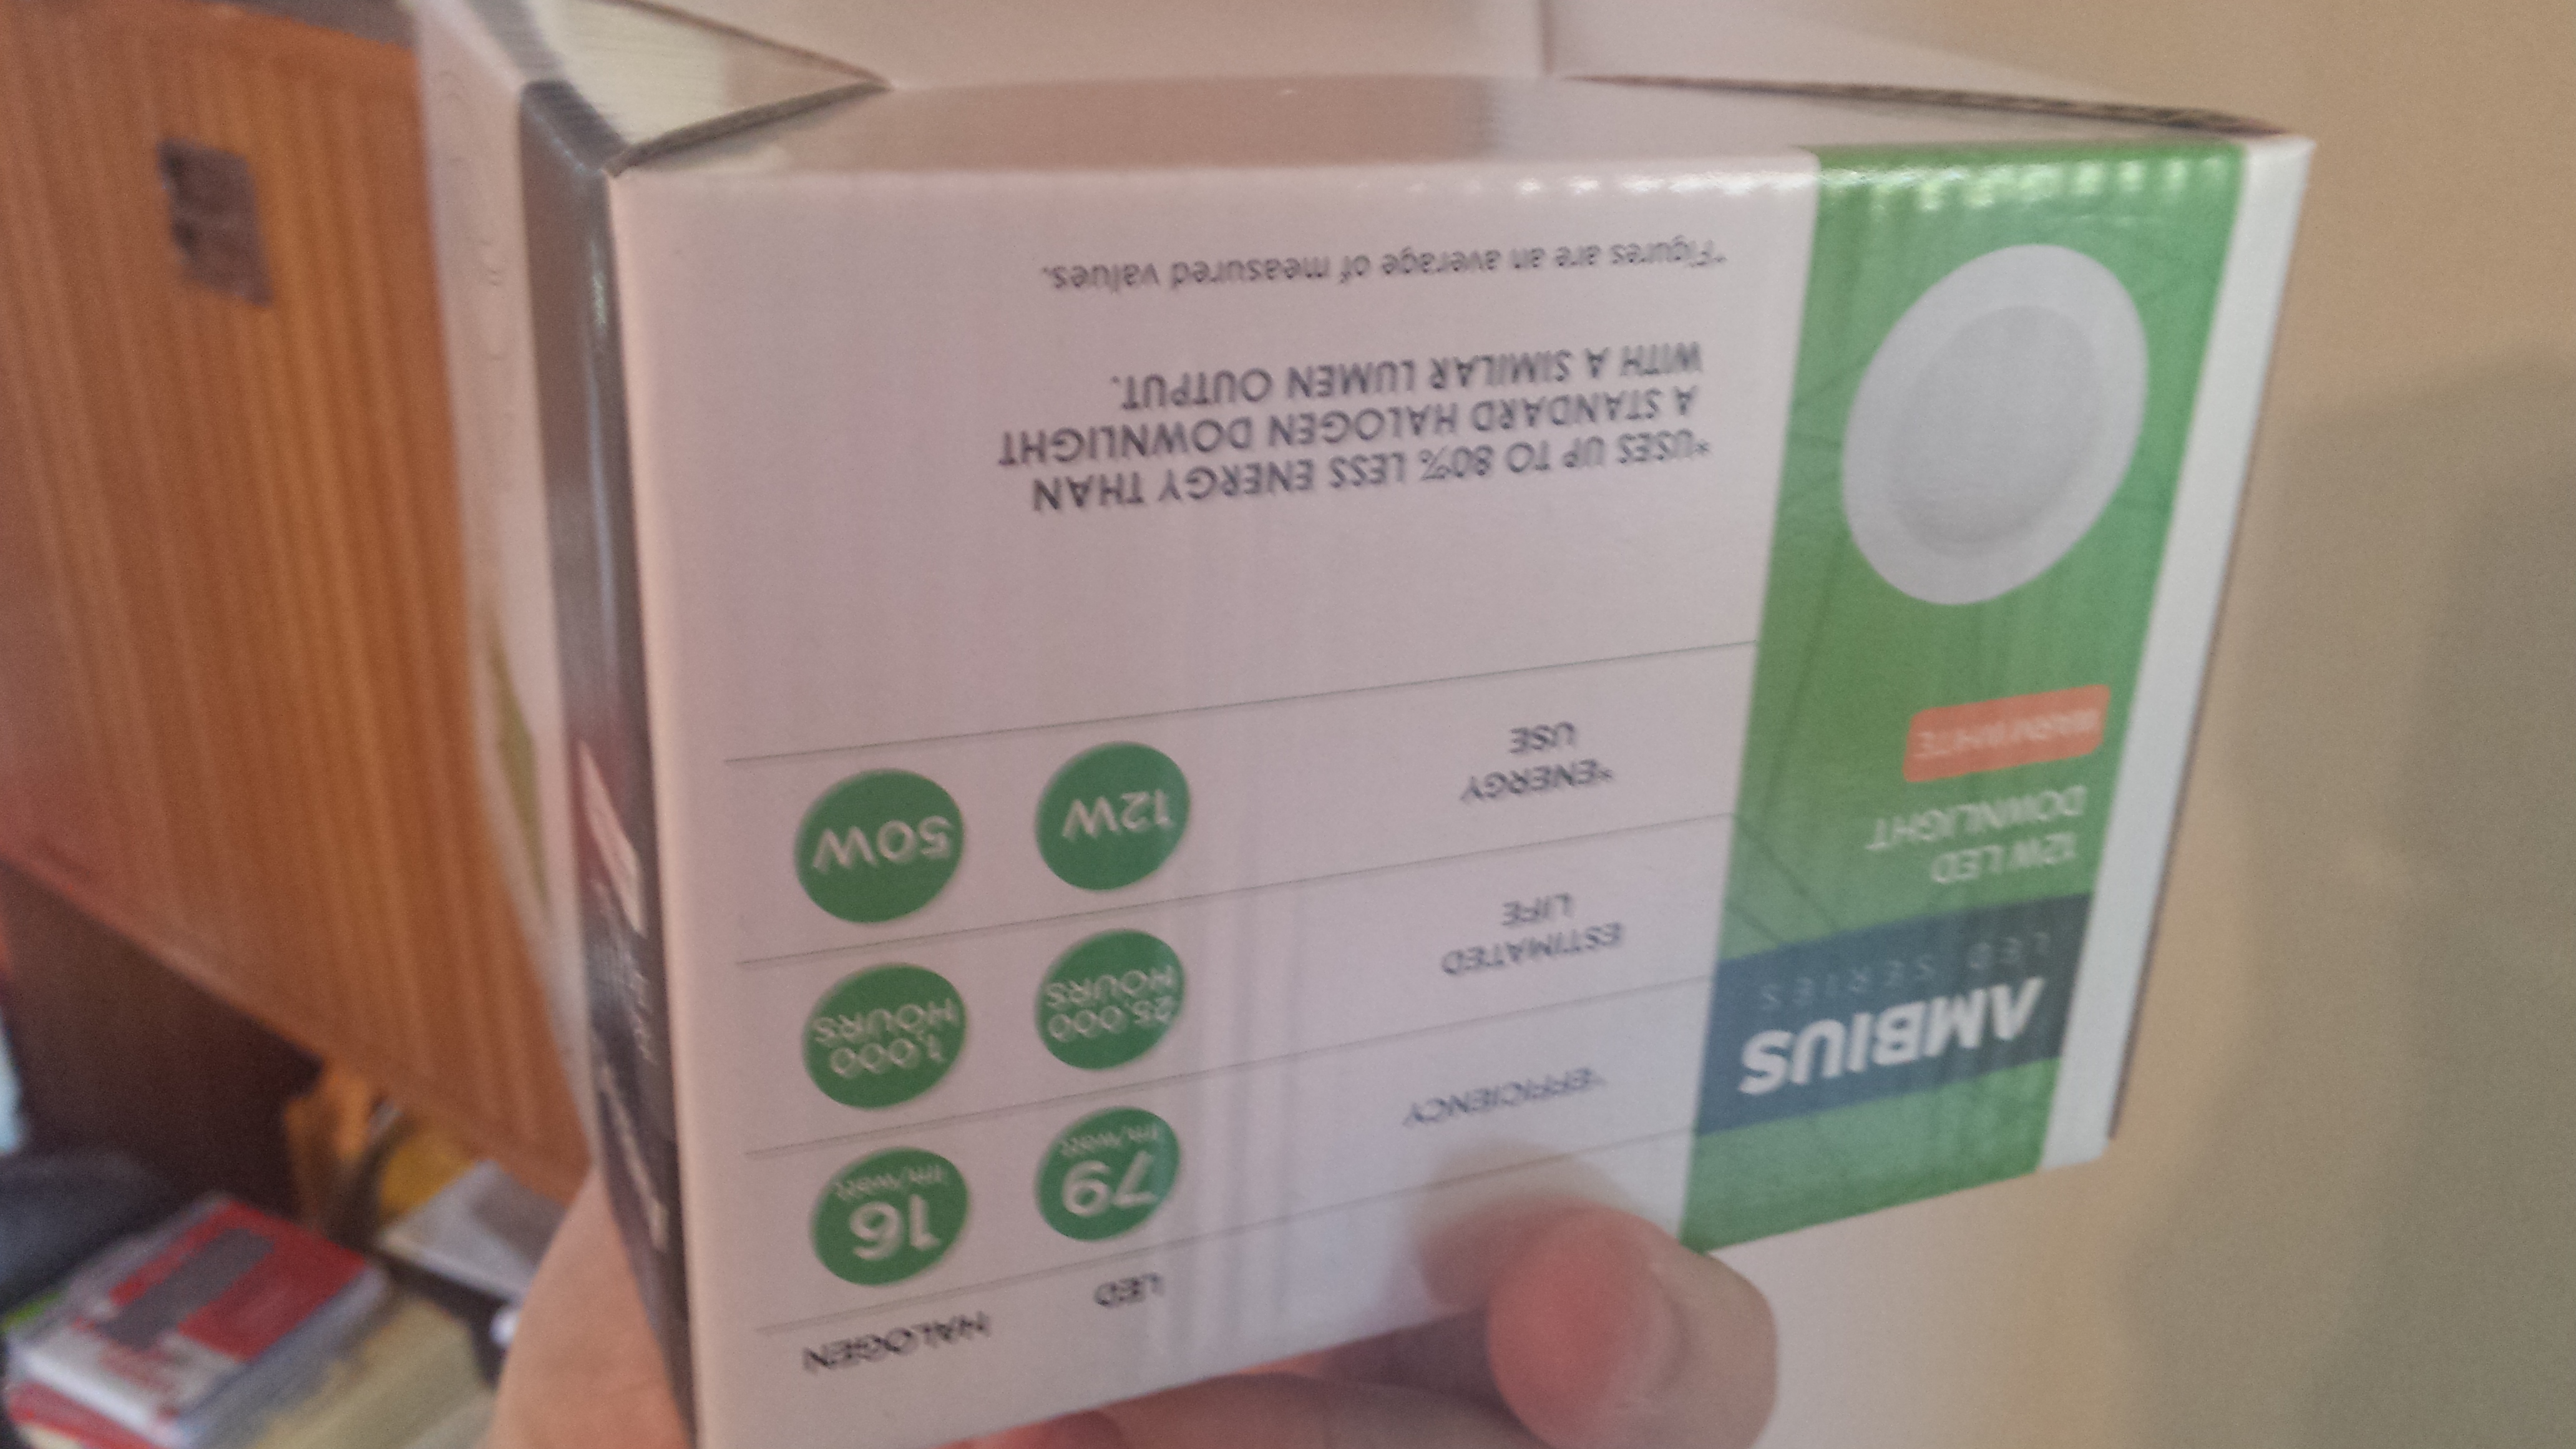 AMBIUS
LED SERIES
12W LED
DOWNLIGHT
WARM WHITE
LED HALOGEN
*EFFICIENCY 79 lm/watt 16 lm/watt
ESTIMATED
LIFE
25,000
HOURS
1,000
HOURS
*ENERGY
USE
12W 50W
*USES UP TO 80% LESS ENERGY THAN
A STANDARD HALOGEN DOWNLIGHT
WITH A SIMILAR LUMEN OUTPUT.
*Figures are an average of measured values.